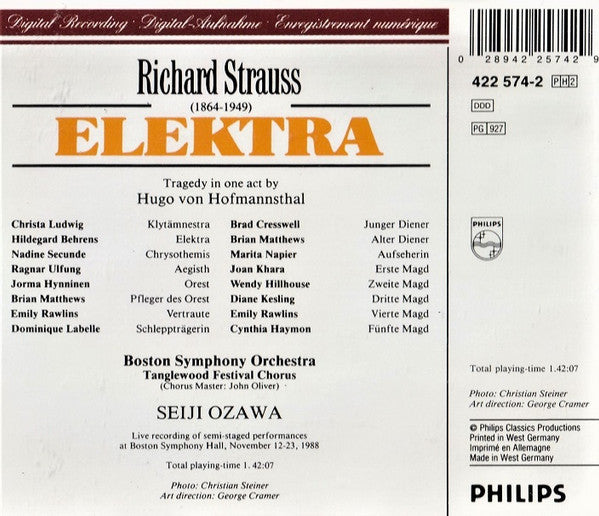 Digital Recording · Digital-Aufnahme · Enregistrement numérique
Richard Strauss
(1864-1949)
ELEKTRA
Tragedy in one act by
Hugo von Hofmannsthal
Christa Ludwig Klytämnestra Brad Cresswell Junger Diener
Hildegard Behrens Elektra Brian Matthews Alter Diener
Nadine Secunde Chrysothemis Marita Napier Aufseherin
Ragnar Ulfung Aegisth Joan Khara Erste Magd
Jorma Hynninen Orest Wendy Hillhouse Zweite Magd
Brian Matthews Pfleger des Orest Diane Kesling Dritte Magd
Emily Rawlins Vertraute Emily Rawlins Vierte Magd
Dominique Labelle Schleppträgerin Cynthia Haymon Fünfte Magd
Boston Symphony Orchestra
Tanglewood Festival Chorus
(Chorus Master: John Oliver)
SEIJI OZAWA
Live recording of semi-staged performances
at Boston Symphony Hall, November 12-23, 1988
Total playing-time 1. 42:07
Photo: Christian Steiner
Art direction: George Cramer
0 28942 25742 9
422 574-2 PH2
DDD
PG 927
PHILIPS
Total playing-time 1.42:07
Photo: Christian Steiner
Art direction: George Cramer
℗ Philips Classics Productions
Printed in West Germany
Imprimé en Allemagne
Made in West Germany
PHILIPS